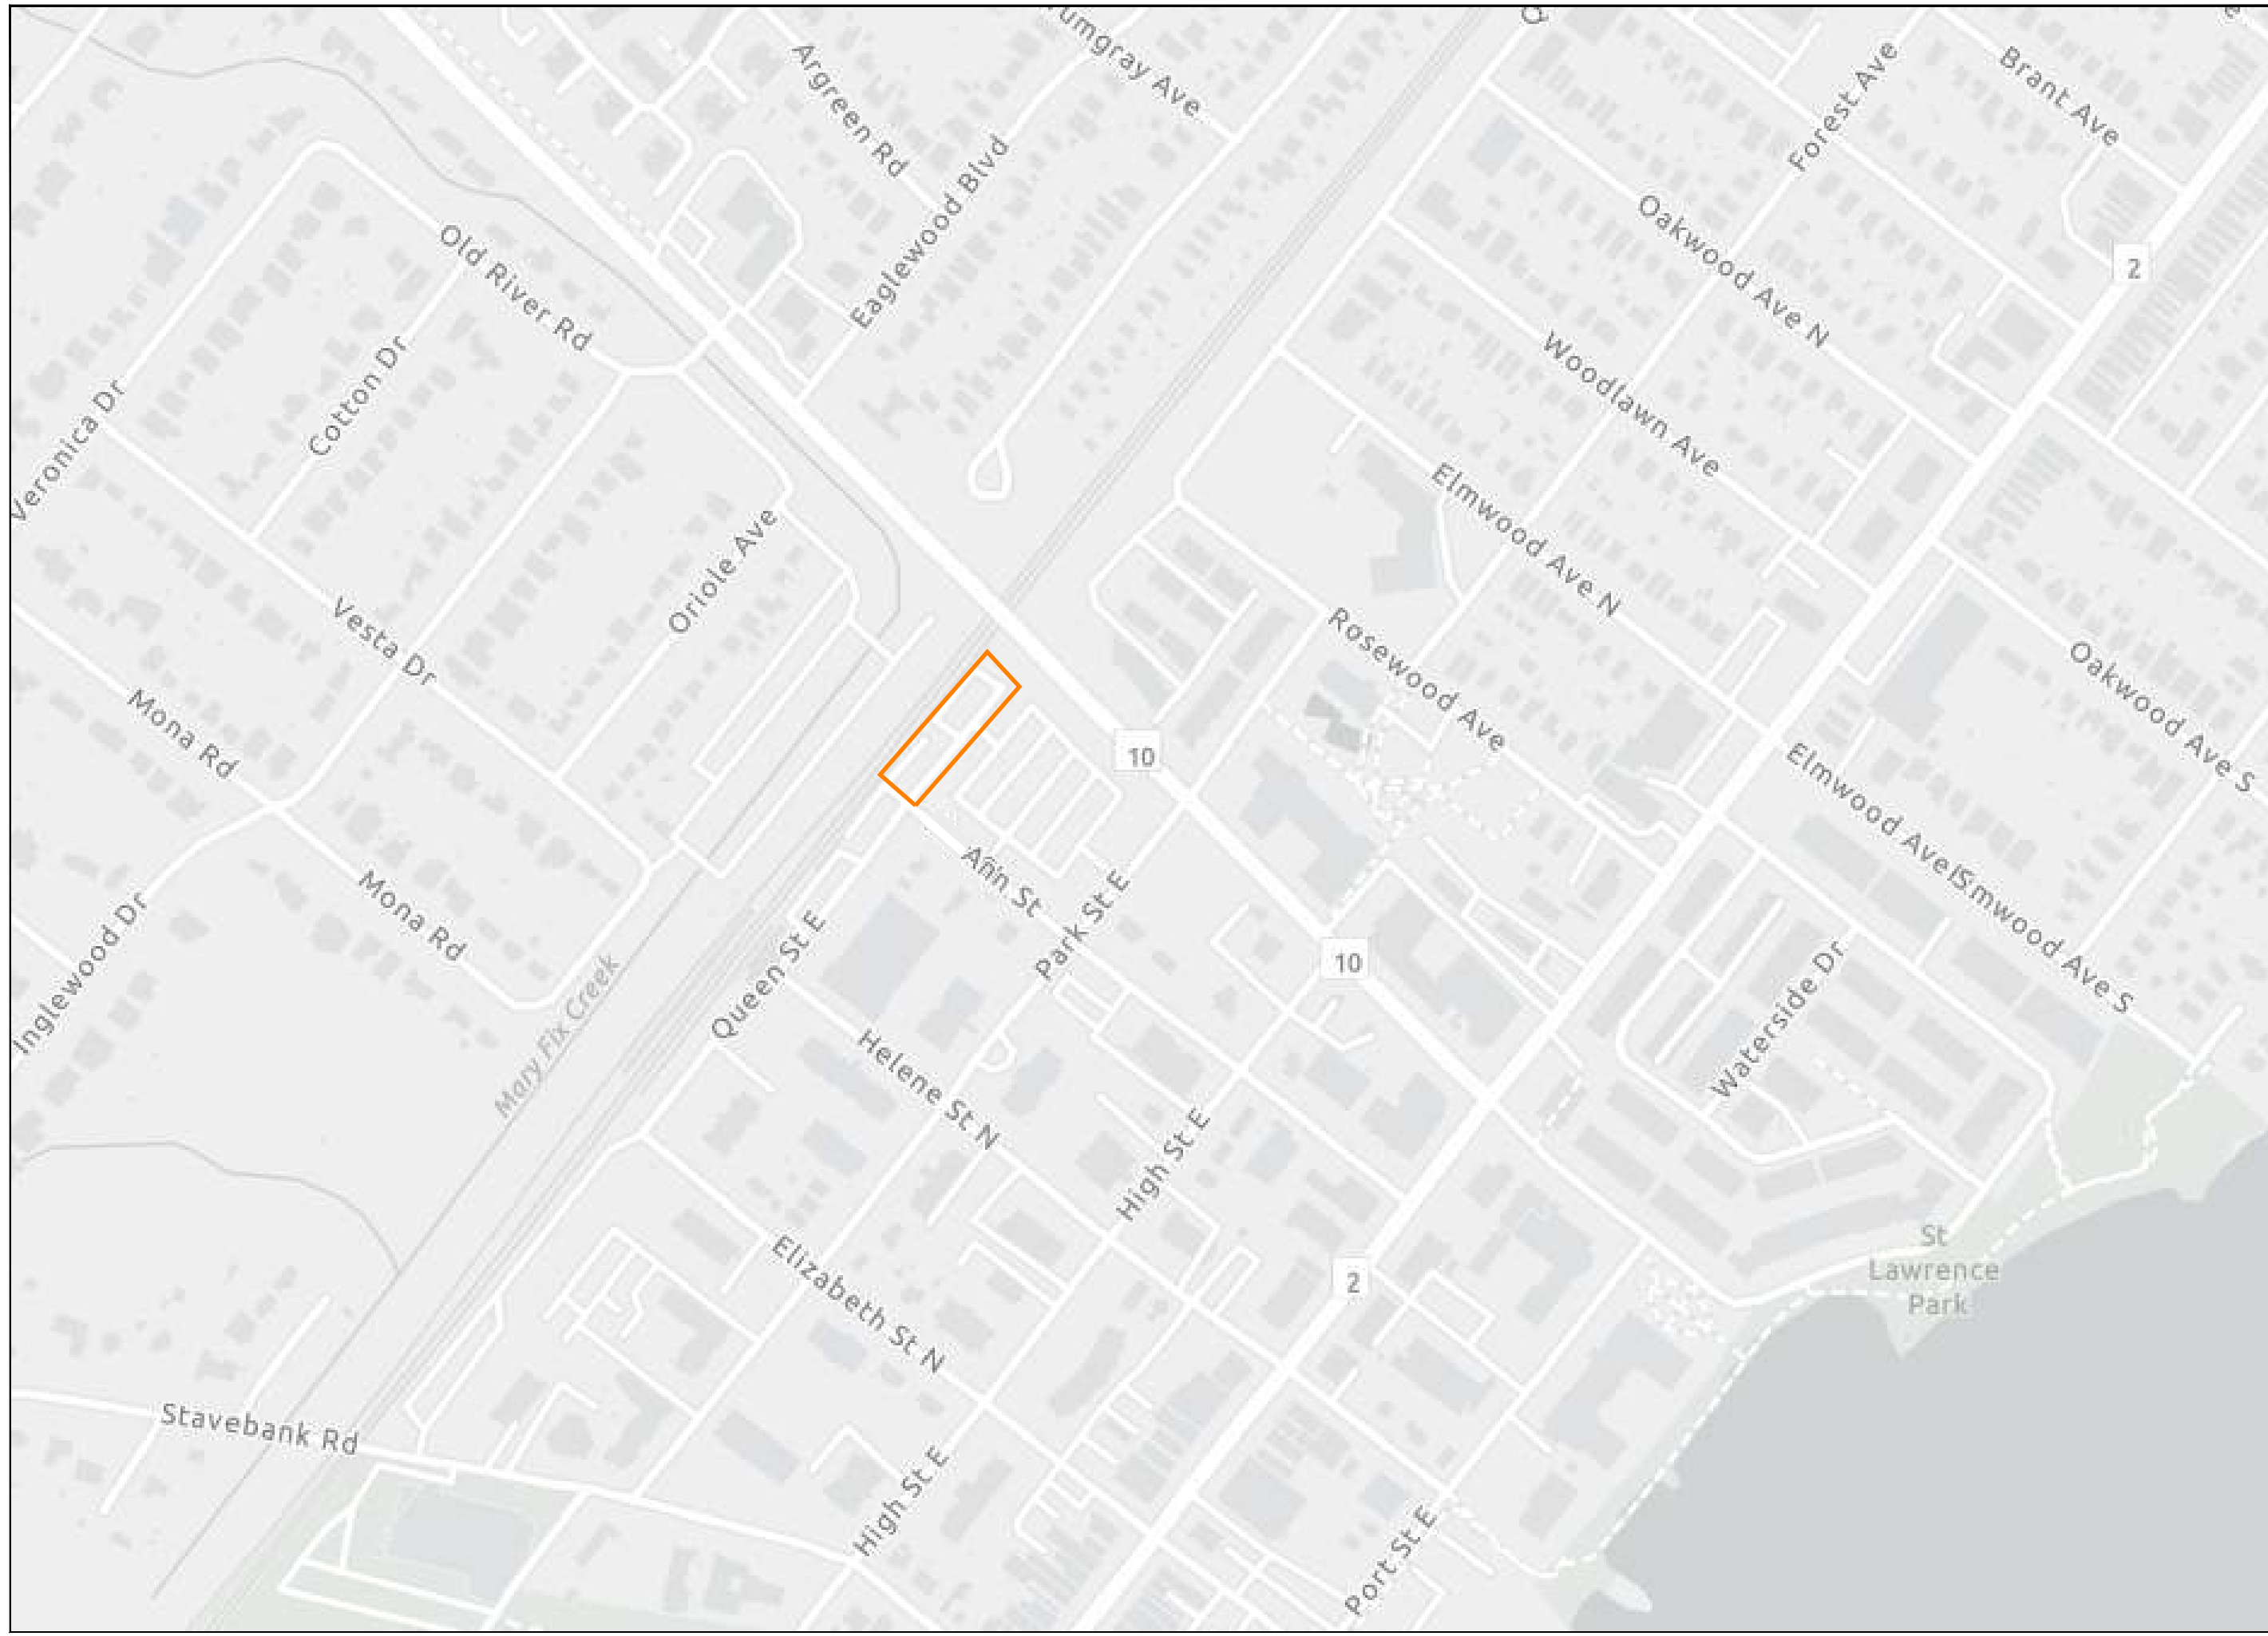 umgray Ave
Argreen Rd
Eaglewood Blvd
Forest Ave
Brant Ave
Old River Rd
Oakwood Ave N
2
Cotton Dr
Woodlawn Ave
Veronica Dr
Elmwood Ave N
Oriole Ave
Vesta Dr
Rosewood Ave
Oakwood Ave S
Mona Rd
10
Elmwood Ave S
Elmwood Ave S
Ann St
Mona Rd
Park St E
Inglewood Dr
Queen St E
10
Waterside Dr
Mary Fix Creek
Helene St N
High St E
St
Lawrence
Park
Elizabeth St N
2
Stavebank Rd
High St E
Port St E